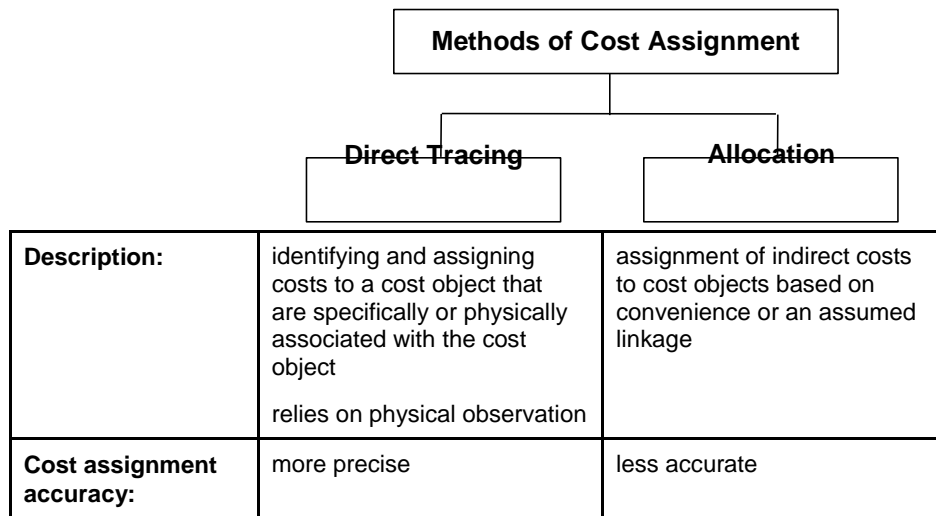 Methods of Cost Assignment
Direct Tracing
Allocation
Description:
identifying and assigning
costs to a cost object that
are specifically or physically
associated with the cost
object
relies on physical observation
assignment of indirect costs
to cost objects based on
convenience or an assumed
linkage
Cost assignment
accuracy:
more precise
less accurate